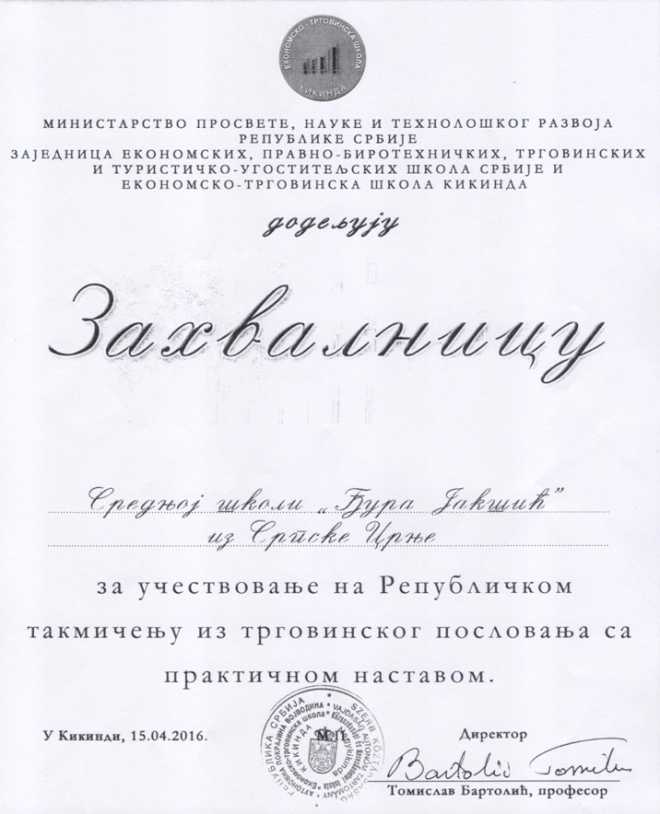 ЕКОНОМСКО - ТРГОВИНСКА ШКОЛА
КИКИНДА
МИНИСТАРСТВО ПРОСВЕТЕ, НАУКЕ И ТЕХНОЛОШКОГ РАЗВОЈА
РЕПУБЛИКЕ СРБИЈЕ
ЗАЈЕДНИЦА ЕКОНОМСКИХ, ПРАВНО-БИРОТЕХНИЧКИХ, ТРГОВИНСКИХ
И ТУРИСТИЧКО-УГОСТИТЕЉСКИХ ШКОЛА СРБИЈЕ И
ЕКОНОМСКО-ТРГОВИНСКА ШКОЛА КИКИНДА
додељују
Захвалницу
Средњој школи „Ђура Јакшић”
из Српске Црње
за учествовање на Републичком
такмичењу из трговинског пословања са
практичном наставом.
У Кикинди, 15.04.2016.
М.П.
Директор
Bartolić Tomislav
Томислав Бартолић, професор